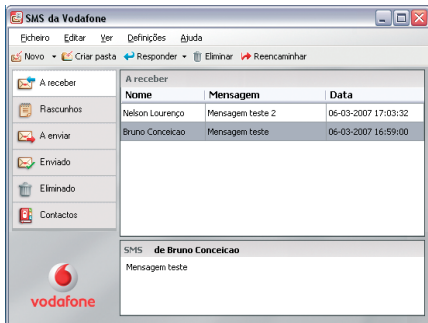 SMS da Vodafone
Ficheiro Editar Ver Definições Ajuda
Novo Criar pasta Responder Eliminar Reencaminhar
A receber
Rascunhos
A enviar
Enviado
Eliminado
Contactos
vodafone
A receber
Nome Mensagem Data
Nelson Lourenço Mensagem teste 2 06-03-2007 17:03:32
Bruno Conceicao Mensagem teste 06-03-2007 16:59:00
SMS de Bruno Conceicao
Mensagem teste